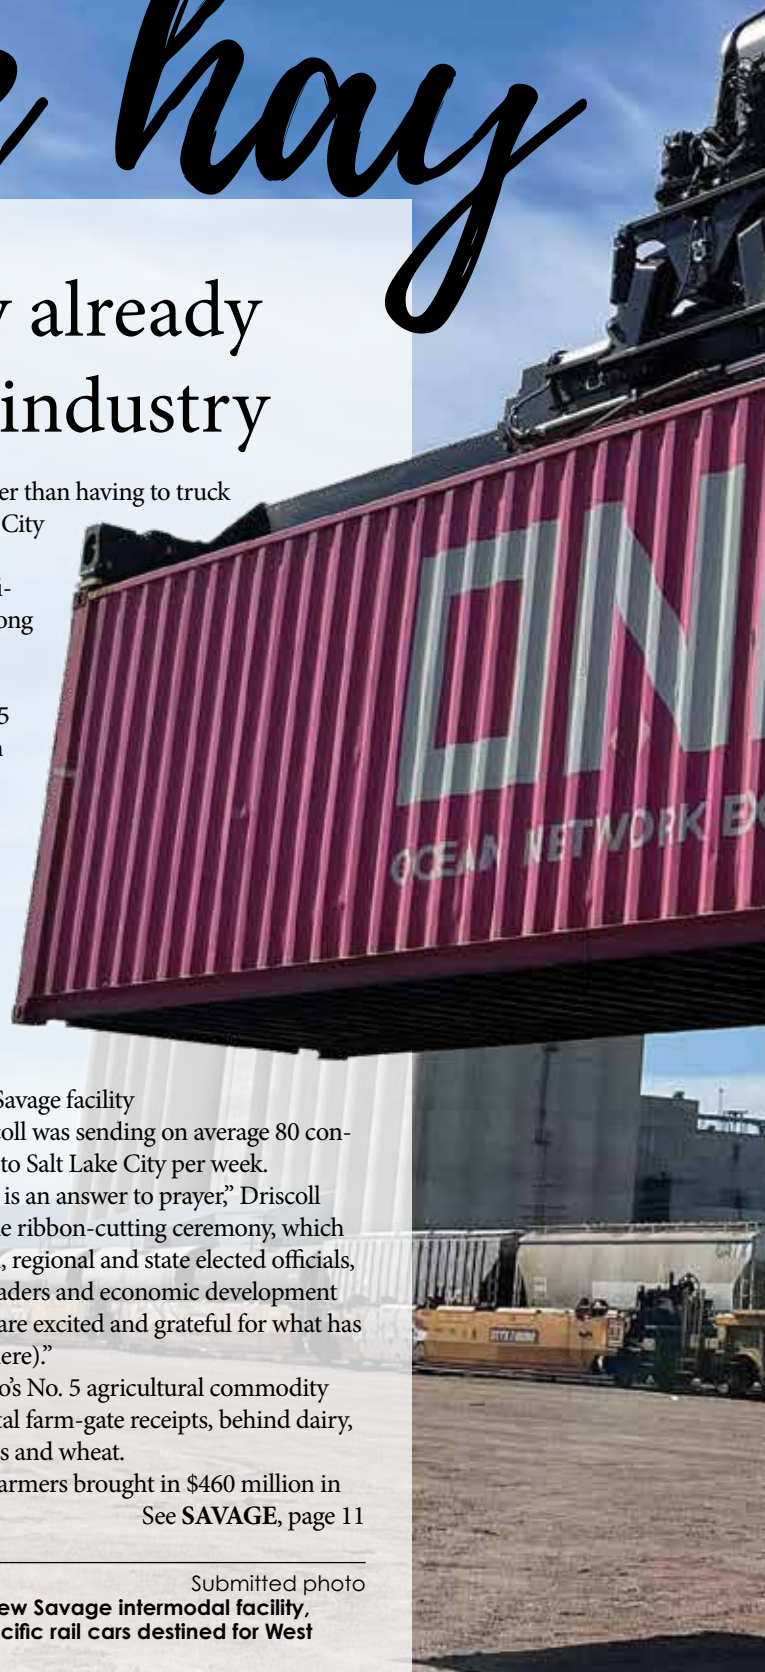 hay
already
industry
er than having to truck
City
i-
ong
5
ONE
OCEAN NETWORK EX
Savage facility
coll was sending on average 80 con-
to Salt Lake City per week.
is an answer to prayer,” Driscoll
e ribbon-cutting ceremony, which
, regional and state elected officials,
aders and economic development
are excited and grateful for what has
ere).”
o’s No. 5 agricultural commodity
tal farm-gate receipts, behind dairy,
s and wheat.
armers brought in $460 million in
See SAVAGE, page 11
Submitted photo
ew Savage intermodal facility,
cific rail cars destined for West